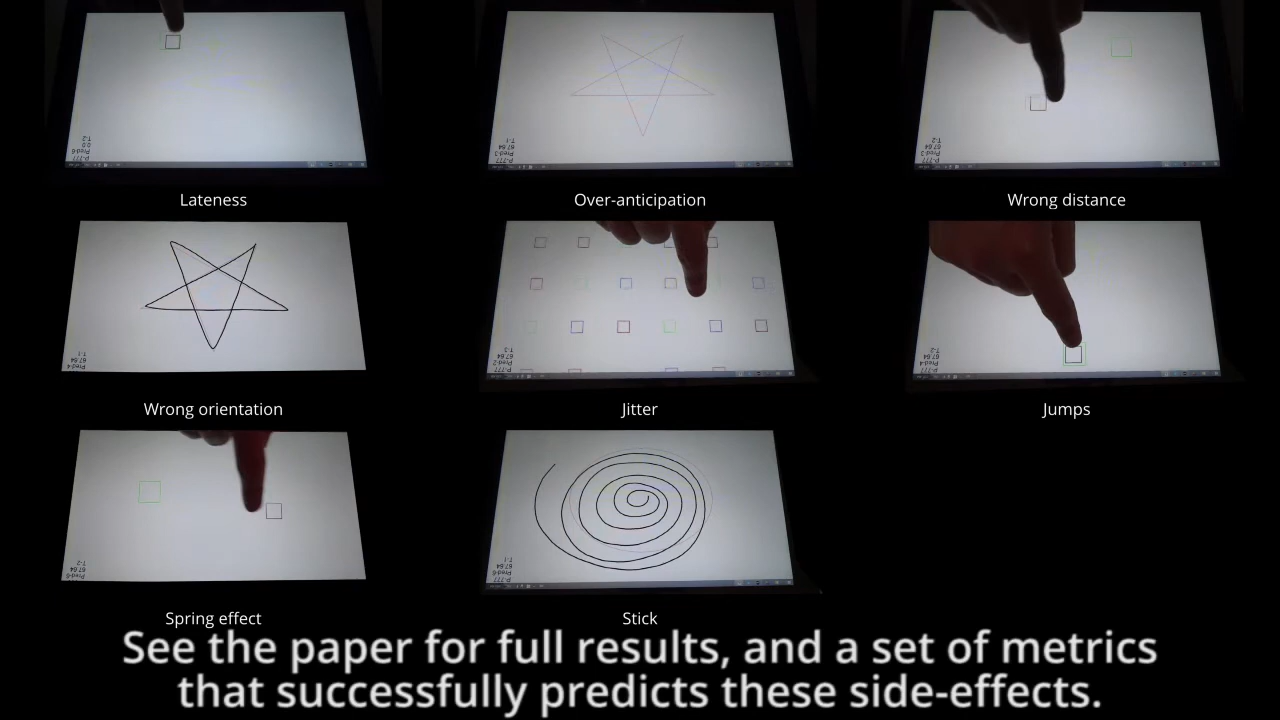 Lateness
Over-anticipation
Wrong distance
Wrong orientation
Jitter
Jumps
Spring effect
Stick
See the paper for full results, and a set of metrics
that successfully predicts these side-effects.